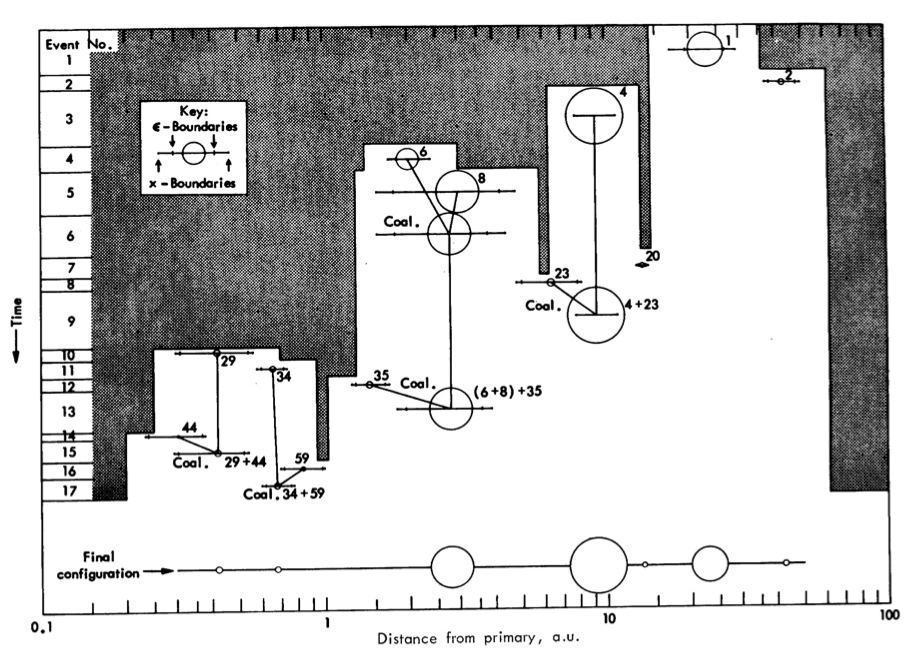 Event No.
1
2
3
4
5
6
7
8
9
10
11
12
13
14
15
16
17
Time
Key:
ϵ-Boundaries
x-Boundaries
1
2
4
6
8
Coal.
20
23
Coal.
4+23
29
34
35
Coal.
(6+8)+35
44
Coal. 29+44
59
Coal. 34+59
Final
configuration
0.1
1
10
100
Distance from primary, a.u.